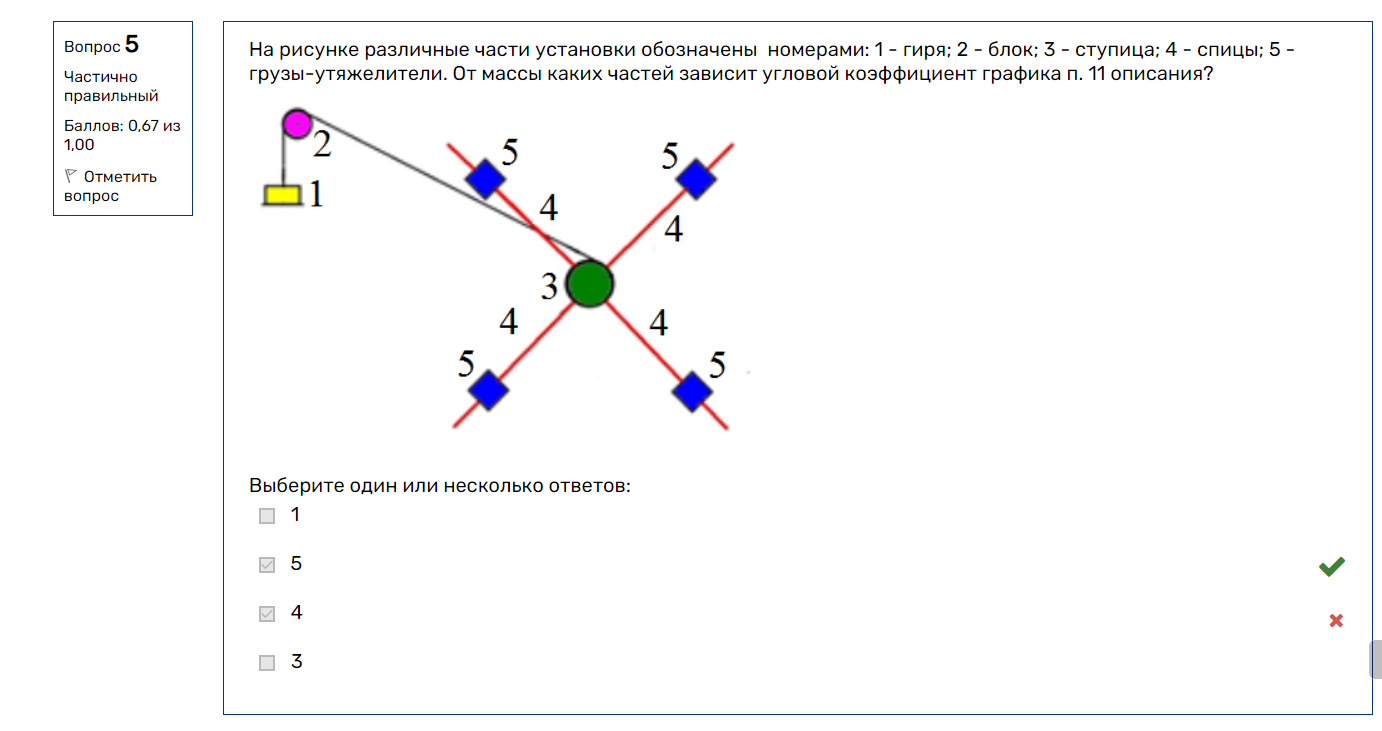 Вопрос 5
Частично
правильный
Баллов: 0,67 из
1,00
Отметить
вопрос
На рисунке различные части установки обозначены номерами: 1 - гиря; 2 - блок; 3 - ступица; 4 - спицы; 5 -
грузы-утяжелители. От массы каких частей зависит угловой коэффициент графика п. 11 описания?
2
1
5
5
4
4
3
4
4
5
5
Выберите один или несколько ответов:
1
5
4
3